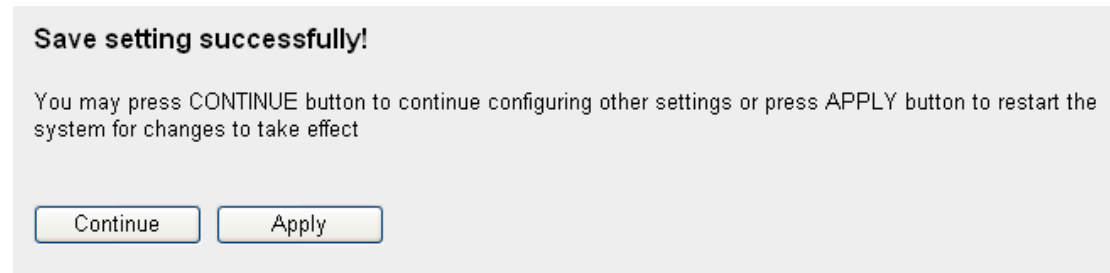 Save setting successfully!
You may press CONTINUE button to continue configuring other settings or press APPLY button to restart the
system for changes to take effect
Continue Apply